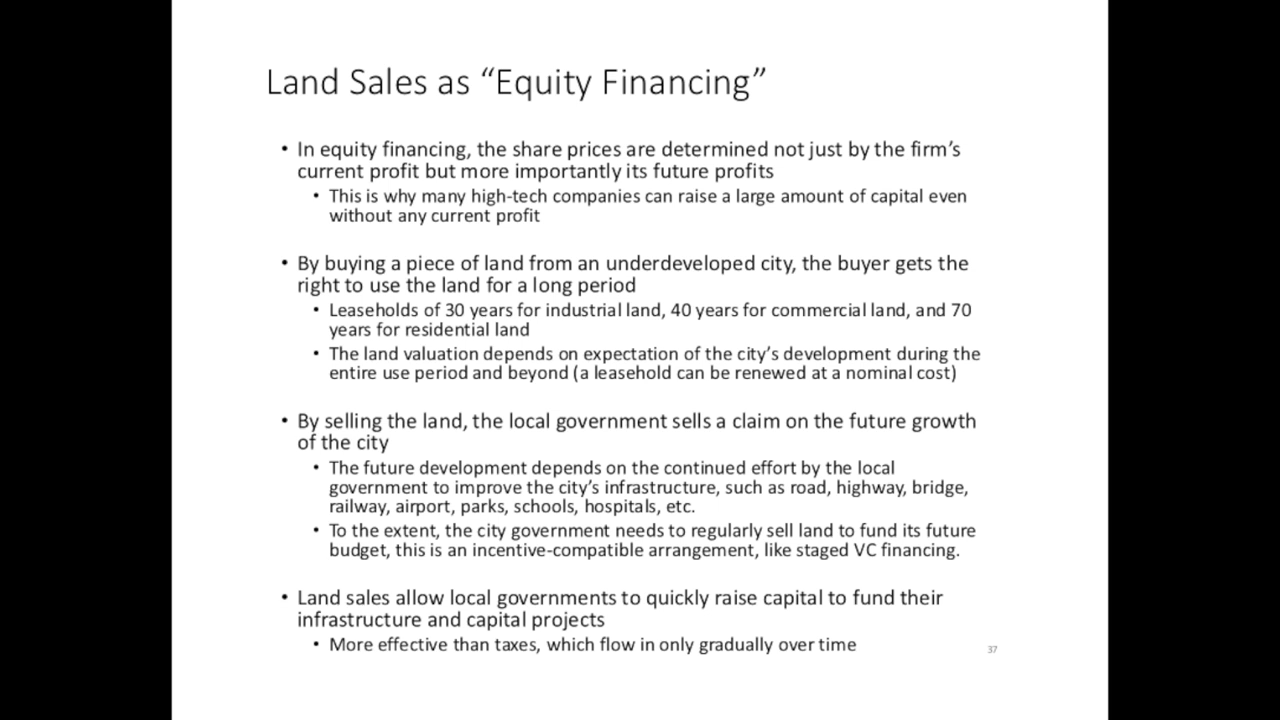 Land Sales as “Equity Financing”
• In equity financing, the share prices are determined not just by the firm’s
current profit but more importantly its future profits
• This is why many high-tech companies can raise a large amount of capital even
without any current profit
• By buying a piece of land from an underdeveloped city, the buyer gets the
right to use the land for a long period
• Leaseholds of 30 years for industrial land, 40 years for commercial land, and 70
years for residential land
• The land valuation depends on expectation of the city’s development during the
entire use period and beyond (a leasehold can be renewed at a nominal cost)
• By selling the land, the local government sells a claim on the future growth
of the city
• The future development depends on the continued effort by the local
government to improve the city’s infrastructure, such as road, highway, bridge,
railway, airport, parks, schools, hospitals, etc.
• To the extent, the city government needs to regularly sell land to fund its future
budget, this is an incentive-compatible arrangement, like staged VC financing.
• Land sales allow local governments to quickly raise capital to fund their
infrastructure and capital projects
• More effective than taxes, which flow in only gradually over time
37